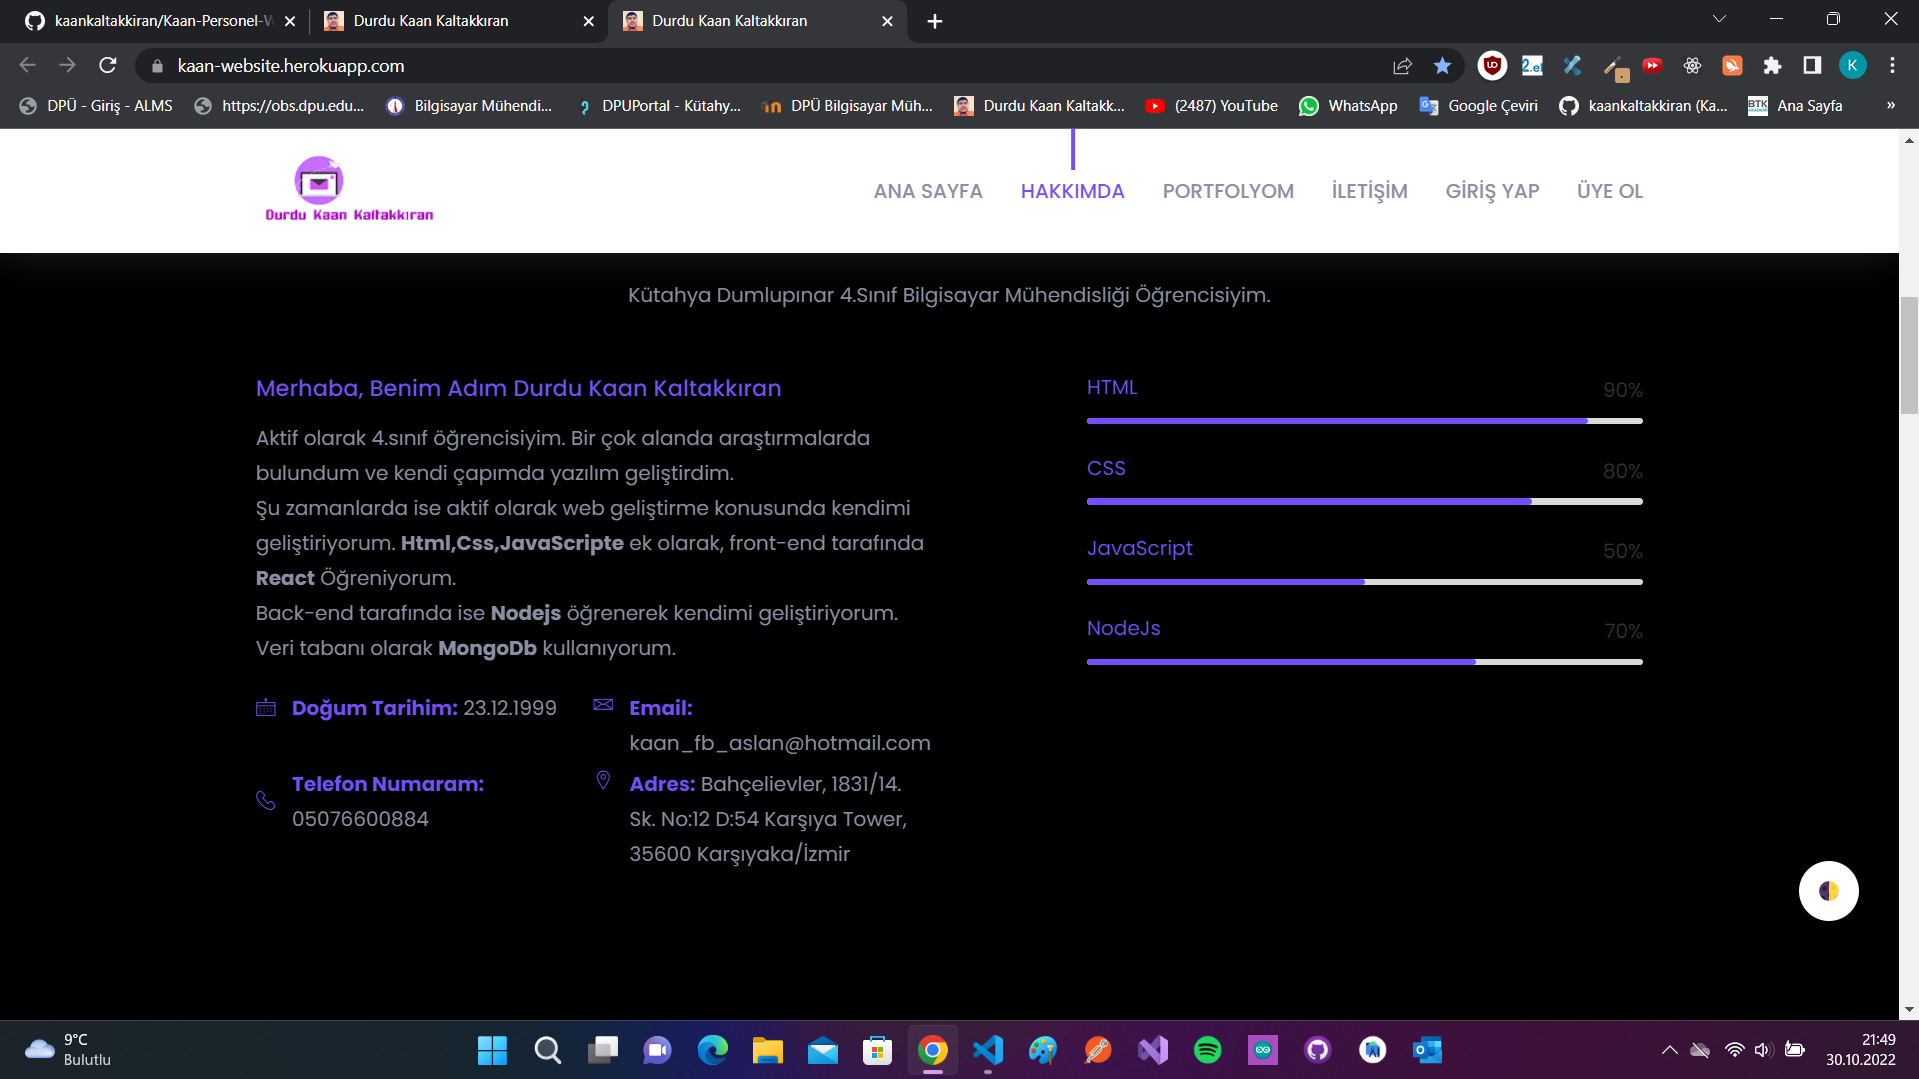 kaankaltakkiran/Kaan-Personel-W
Durdu Kaan Kaltakkıran
Durdu Kaan Kaltakkıran
kaan-website.herokuapp.com
DPÜ - Giriş - ALMS
https://obs.dpu.edu...
Bilgisayar Mühendi...
DPUPortal - Kütahy...
DPÜ Bilgisayar Müh...
Durdu Kaan Kaltakk...
(2487) YouTube
WhatsApp
Google Çeviri
kaankaltakkiran (Ka...
BTK
Ana Sayfa
»
K
Durdu Kaan Kaltakkıran
ANA SAYFA
HAKKIMDA
PORTFOLYOM
İLETİŞİM
GİRİŞ YAP
ÜYE OL
Kütahya Dumlupınar 4.Sınıf Bilgisayar Mühendisliği Öğrencisiyim.
Merhaba, Benim Adım Durdu Kaan Kaltakkıran
Aktif olarak 4.sınıf öğrencisiyim. Bir çok alanda araştırmalarda
bulundum ve kendi çapımda yazılım geliştirdim.
Şu zamanlarda ise aktif olarak web geliştirme konusunda kendimi
geliştiriyorum. Html,Css,JavaScripte ek olarak, front-end tarafında
React Öğreniyorum.
Back-end tarafında ise Nodejs öğrenerek kendimi geliştiriyorum.
Veri tabanı olarak MongoDb kullanıyorum.
Doğum Tarihim: 23.12.1999
Email:
kaan_fb_aslan@hotmail.com
Telefon Numaram:
05076600884
Adres: Bahçelievler, 1831/14.
Sk. No:12 D:54 Karşıya Tower,
35600 Karşıyaka/İzmir
HTML 90%
CSS 80%
JavaScript 50%
NodeJs 70%
9°C
Bulutlu
21:49
30.10.2022